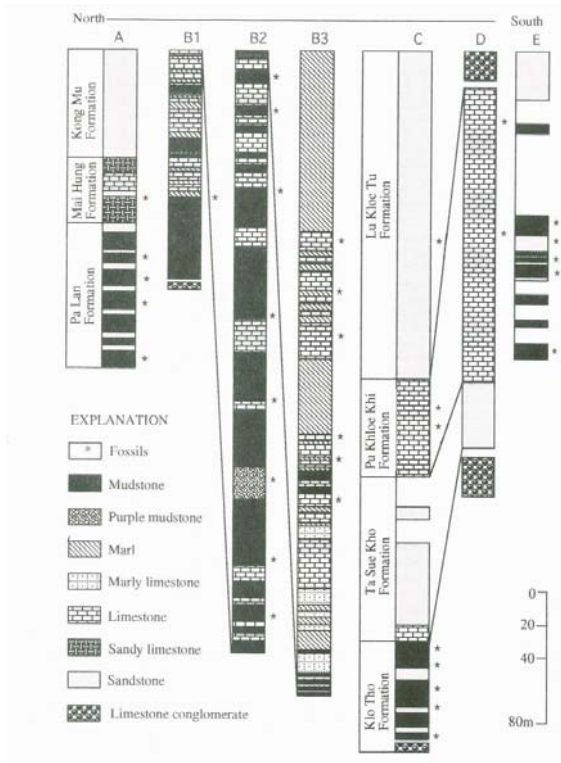 North South
A B1 B2 B3 C D E
Kong Mu
Formation
Mai Hung
Formation
Pa Lan
Formation
Lu Kloe Tu
Formation
Pu Khloe Khi
Formation
Ta Sue Kho
Formation
Klo Tho
Formation
EXPLANATION
* Fossils
Mudstone
Purple mudstone
Marl
Marly limestone
Limestone
Sandy limestone
Sandstone
Limestone conglomerate
0
20
40
80m